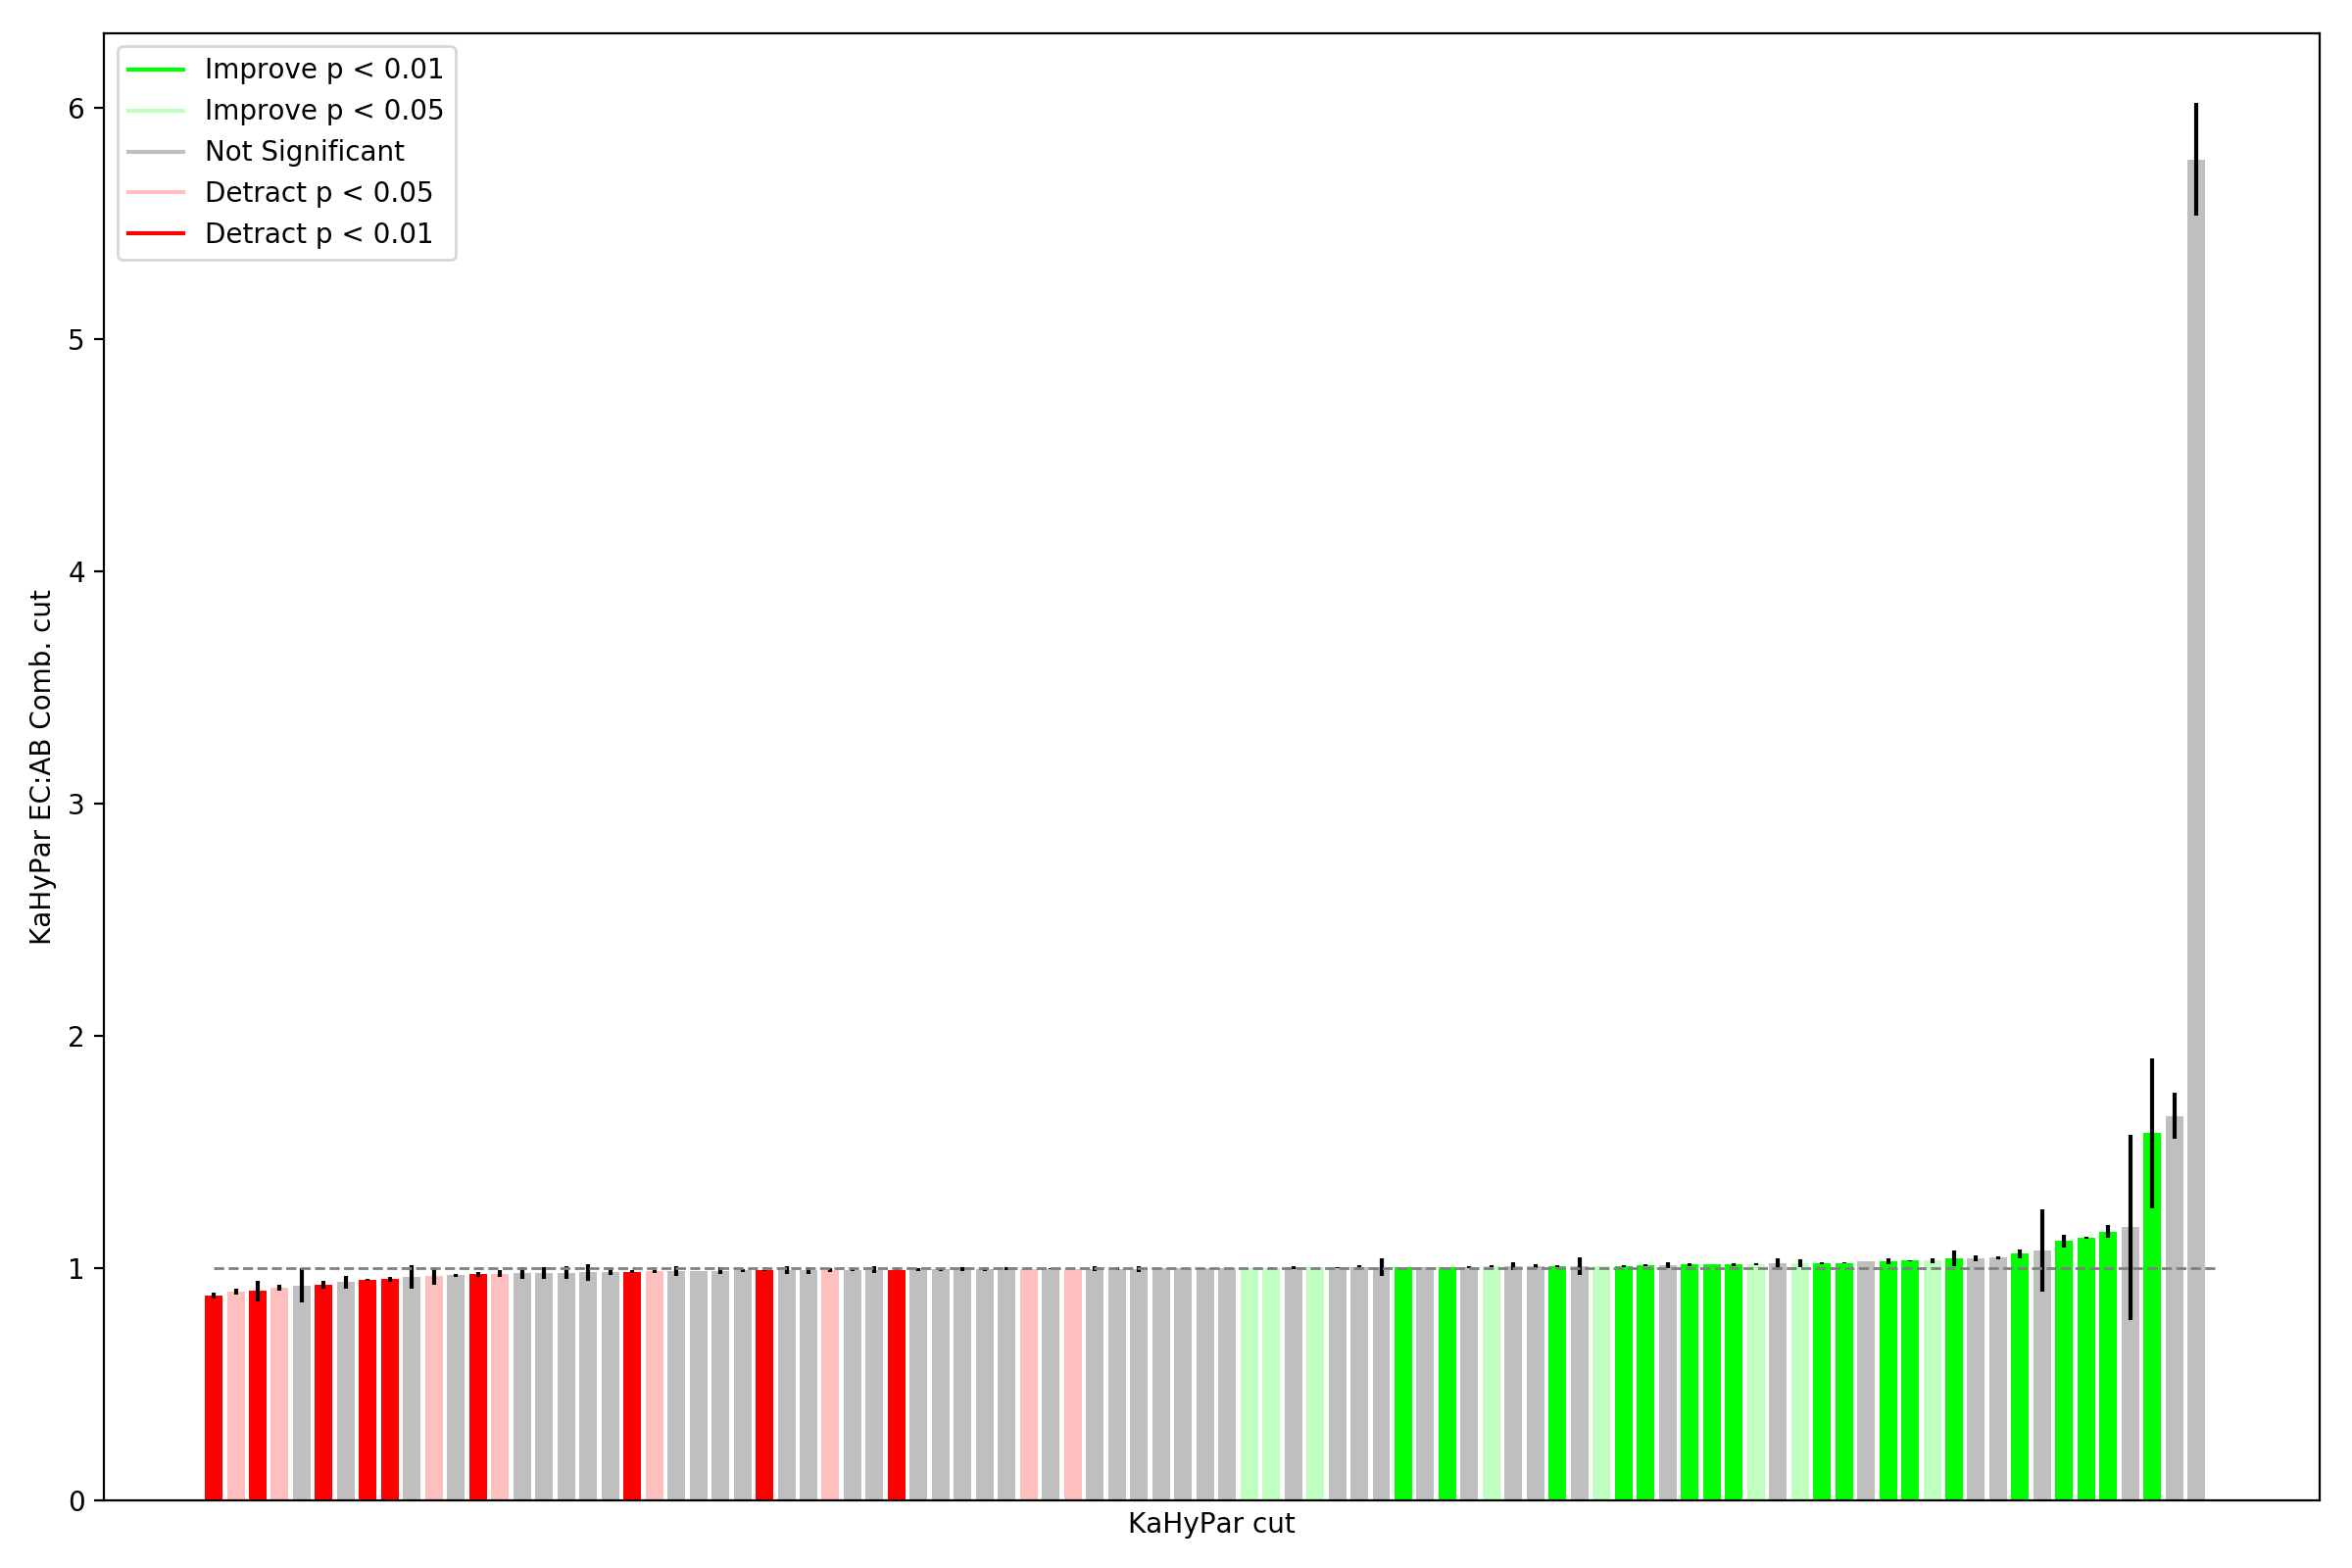 Improve p < 0.01
Improve p < 0.05
Not Significant
Detract p < 0.05
Detract p < 0.01
6
5
4
3
2
1
0
KaHyPar EC:AB Comb. cut
KaHyPar cut